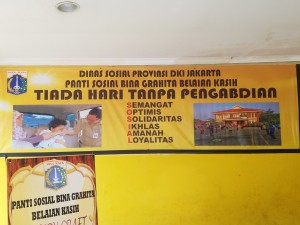 DINAS SOSIAL PROVINSI DKI JAKARTA
PANTI SOSIAL BINA GRAHITA BELAIAN KASIH
TIADA HARI TANPA PENGABDIAN
SEMANGAT
OPTIMIS
SOLIDARITAS
IKHLAS
AMANAH
LOYALITAS
PANTI SOSIAL BINA GRAHITA
BELAIAN KASIH